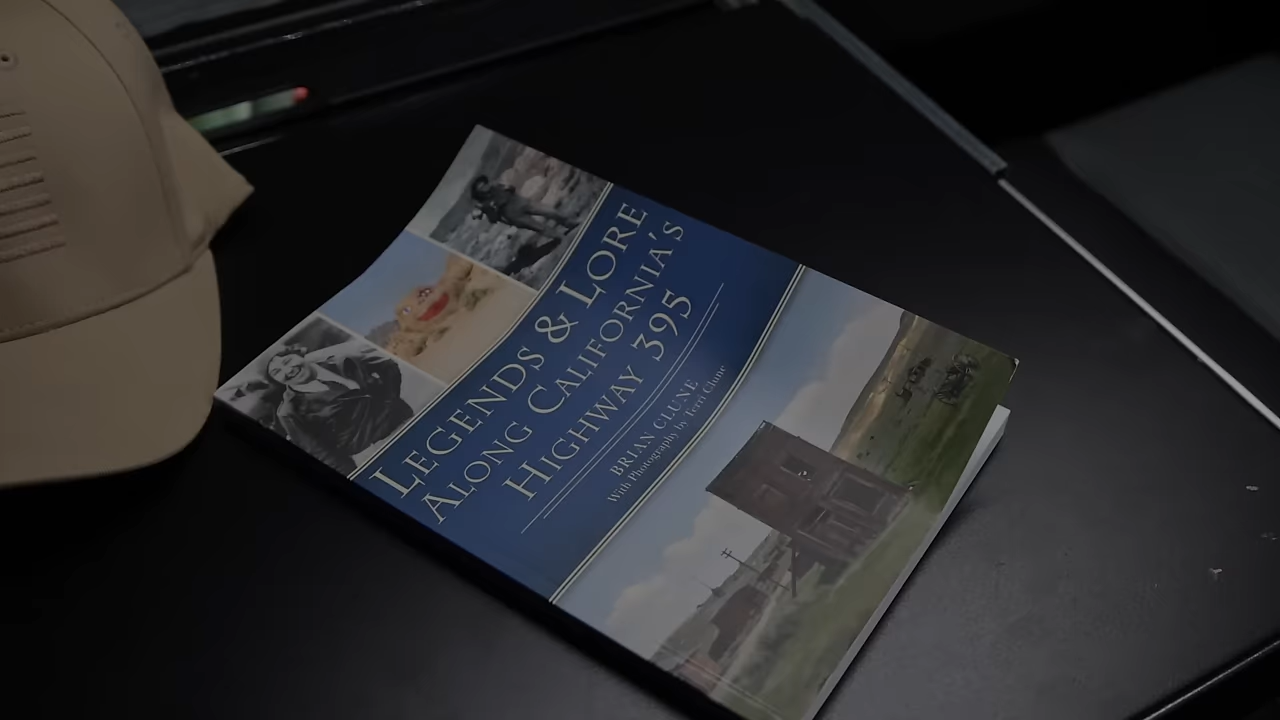 LEGENDS & LORE
ALONG CALIFORNIA'S
HIGHWAY 395
BRIAN CLUNE
With Photography by Terri Clune